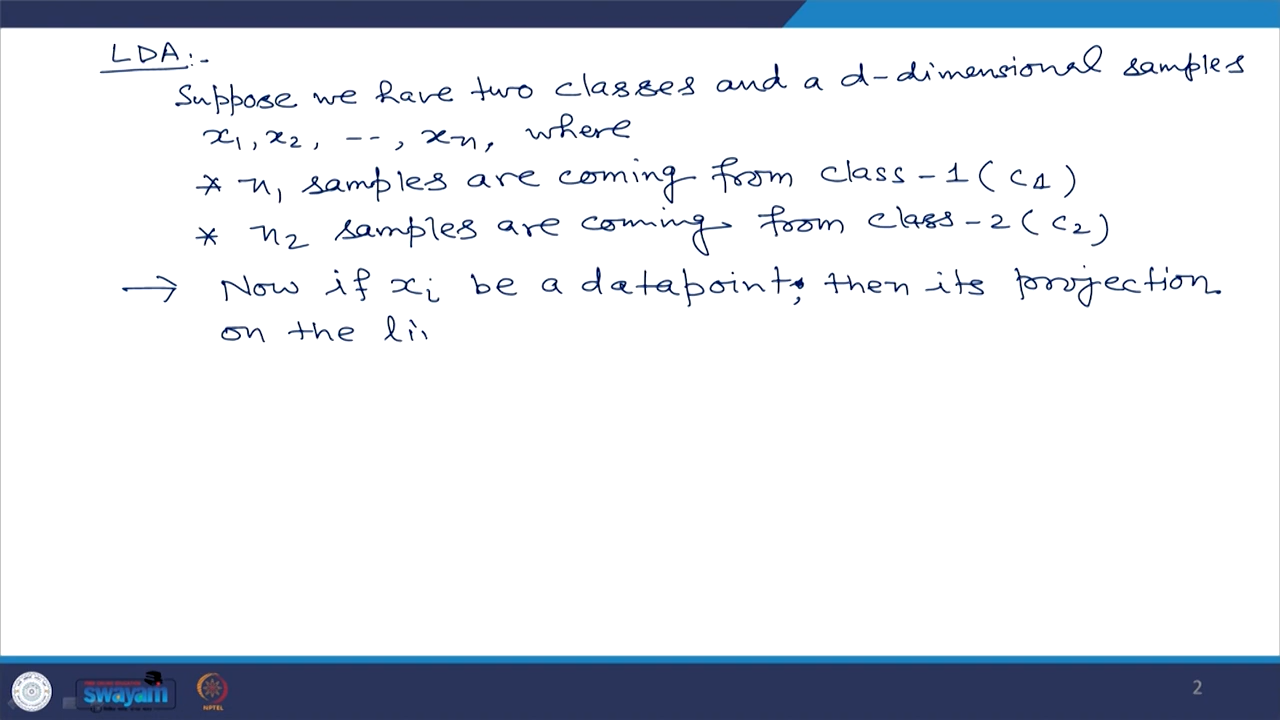 LDA:-
Suppose we have two classes and a d-dimensional samples
x₁, x₂, --, xn, where
* n₁ samples are coming from class-1 (C1)
* n₂ samples are coming from class-2 (C₂)
→ Now if xᵢ be a datapoint, then its projection
on the li
swayam
NPTEL
2